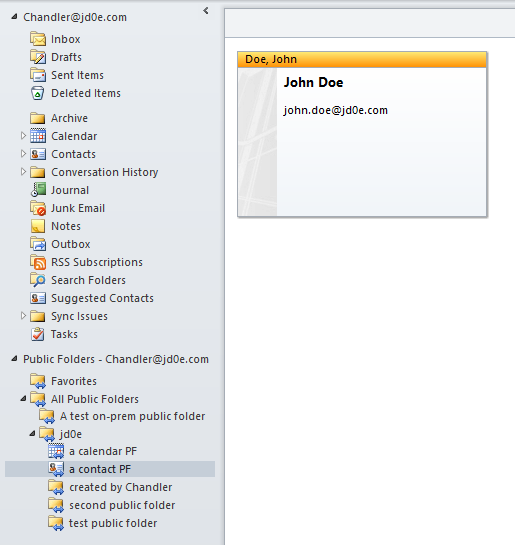 Chandler@jd0e.com
Inbox
Drafts
Sent Items
Deleted Items
Archive
Calendar
Contacts
Conversation History
Journal
Junk Email
Notes
Outbox
RSS Subscriptions
Search Folders
Suggested Contacts
Sync Issues
Tasks
Public Folders - Chandler@jd0e.com
Favorites
All Public Folders
A test on-prem public folder
jd0e
a calendar PF
a contact PF
created by Chandler
second public folder
test public folder
Doe, John
John Doe
john.doe@jd0e.com